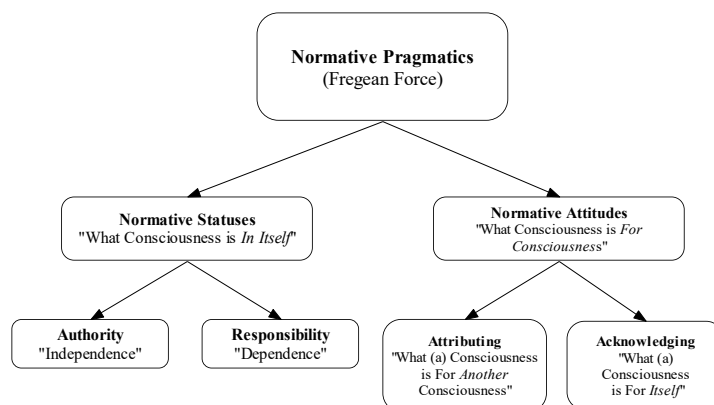 Normative Pragmatics
(Fregean Force)
Normative Statuses
"What Consciousness is In Itself"
Normative Attitudes
"What Consciousness is For
Consciousness"
Authority
"Independence"
Responsibility
"Dependence"
Attributing
"What (a) Consciousness
is For Another
Consciousness"
Acknowledging
"What (a)
Consciousness
is For Itself"